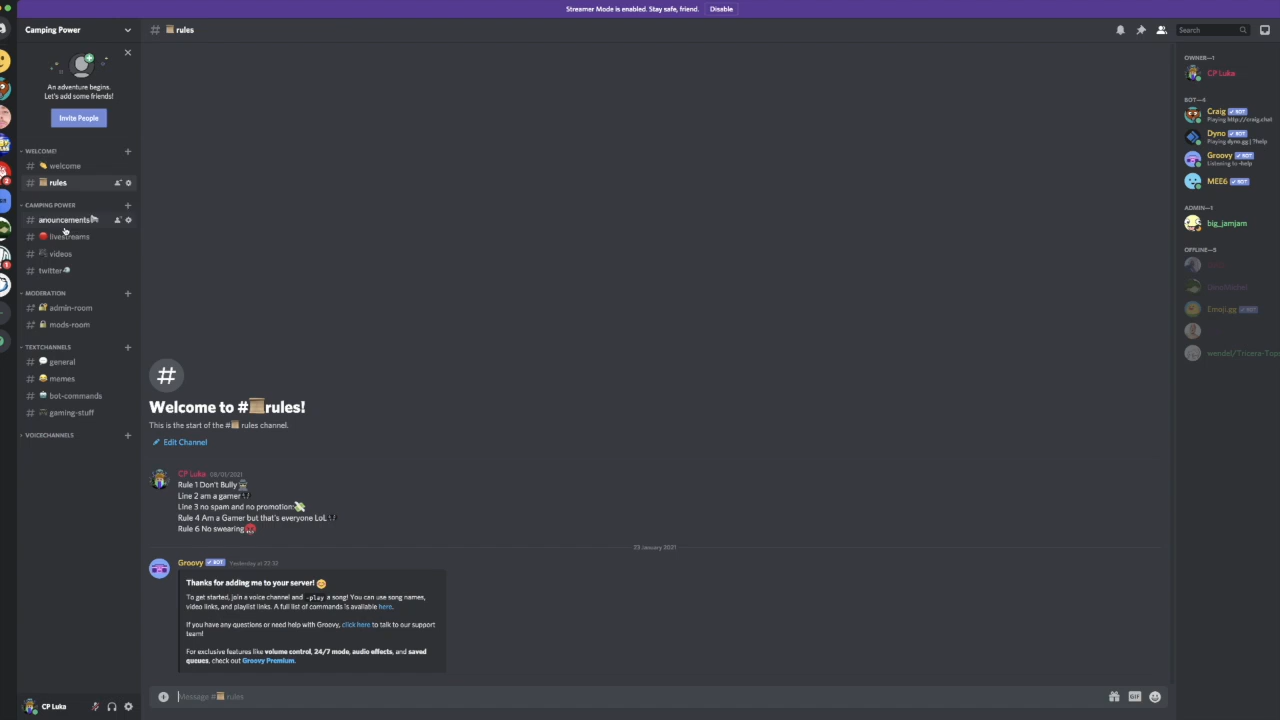 Streamer Mode is enabled. Stay safe, friend. Disable
Camping Power
An adventure begins.
Let's add some friends!
Invite People
WELCOME!
welcome
rules
CAMPING POWER
anouncements
livestreams
videos
twitter
MODERATION
admin-room
mods-room
TEXTCHANNELS
general
memes
bot-commands
gaming-stuff
VOICECHANNELS
CP Luka
# rules
Search
Welcome to #rules!
This is the start of the # rules channel.
Edit Channel
CP Luka 08/01/2021
Rule 1 Don't Bully
Line 2 am a gamer
Line 3 no spam and no promotion
Rule 4 Am a Gamer but that's everyone LoL
Rule 6 No swearing
23 January 2021
Groovy BOT Yesterday at 22:32
Thanks for adding me to your server!
To get started, join a voice channel and -play a song! You can use song names,
video links, and playlist links. A full list of commands is available here.
If you have any questions or need help with Groovy, click here to talk to our support
team!
For exclusive features like volume control, 24/7 mode, audio effects, and saved
queues, check out Groovy Premium.
Message # rules
GIF
OWNER—1
CP Luka
BOT—4
Craig BOT
Playing http://craig.chat
Dyno BOT
Playing dyno.gg | ?help
Groovy BOT
Listening to -help
MEE6 BOT
ADMIN—1
big_jamjam
OFFLINE—5
Emoji.gg BOT
wendel/Tricera-Tops